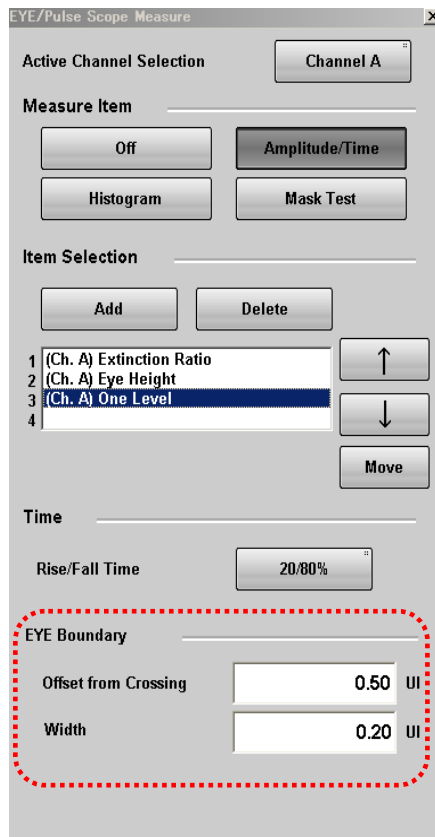 EYE/Pulse Scope Measure x
Active Channel Selection Channel A
Measure Item
Off Amplitude/Time
Histogram Mask Test
Item Selection
Add Delete
1 (Ch. A) Extinction Ratio
2 (Ch. A) Eye Height
3 (Ch. A) One Level
4
↑
↓
Move
Time
Rise/Fall Time 20/80%
EYE Boundary
Offset from Crossing 0.50 UI
Width 0.20 UI